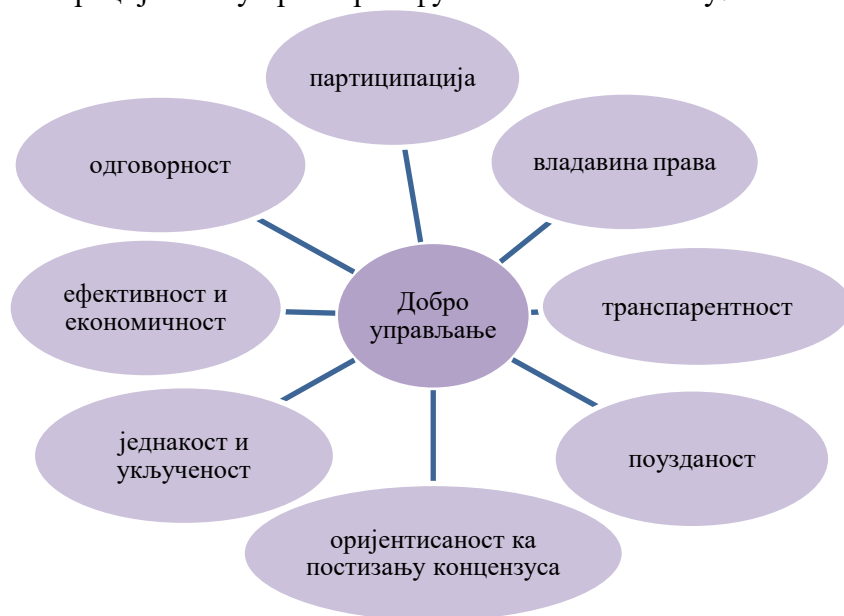 партиципација
владавина права
транспарентност
поузданост
оријентисаност ка
постизању концензуса
једнакост и
укљученост
ефективност и
економичност
одговорност
Добро
управљање